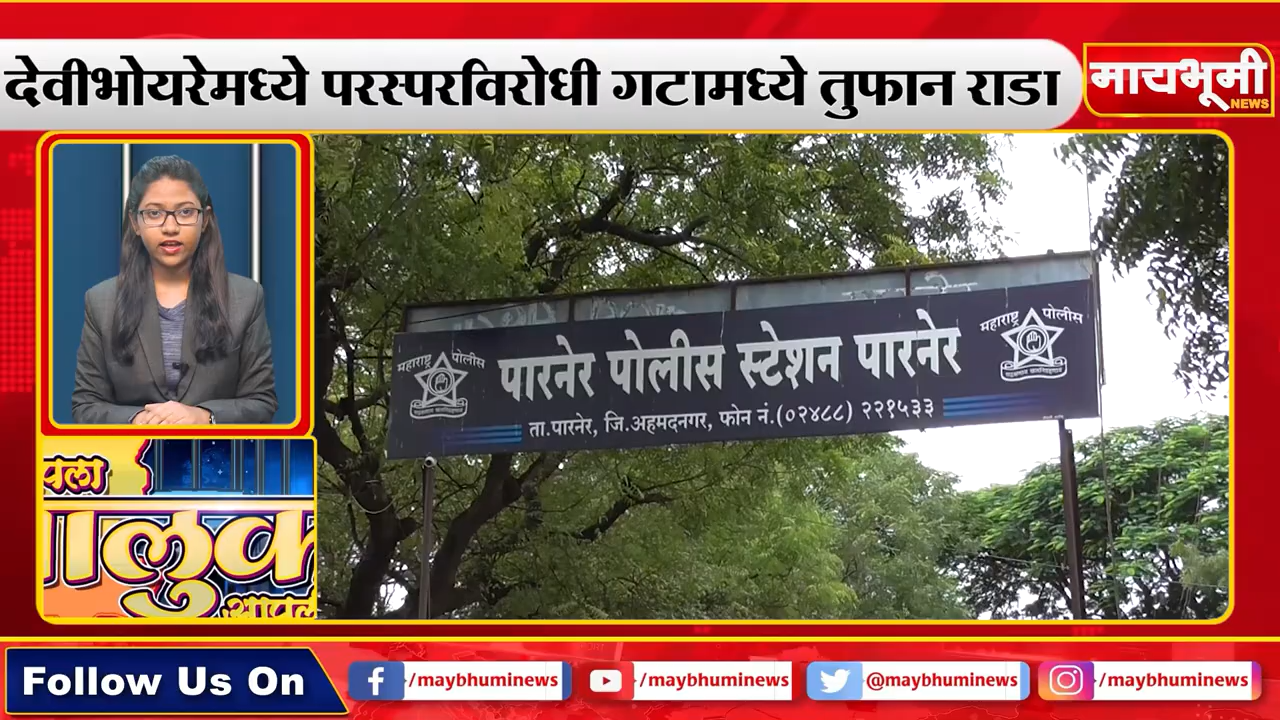 देवीभोयरेमध्ये परस्परविरोधी गटामध्ये तुफान राडा
मायभूमी
NEWS
महाराष्ट्र पोलीस
पारनेर पोलीस स्टेशन पारनेर
महाराष्ट्र पोलीस
ता.पारनेर, जि.अहमदनगर, फोन नं.(०२४८८) २२१५३३
Follow Us On
/maybhuminews
/maybhuminews
@maybhuminews
/maybhuminews